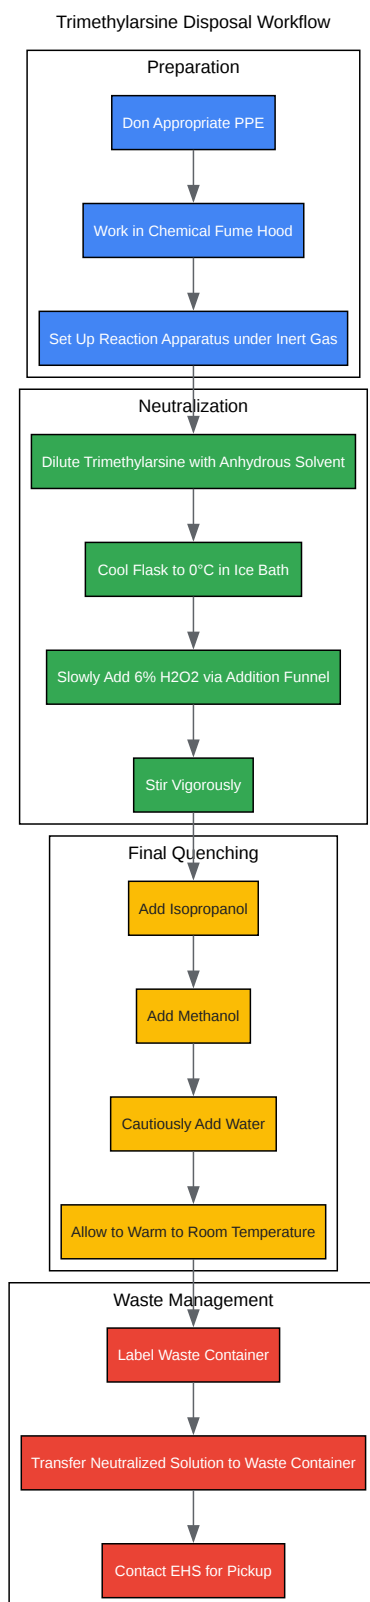 Trimethylarsine Disposal Workflow
Preparation
Don Appropriate PPE
Work in Chemical Fume Hood
Set Up Reaction Apparatus under Inert Gas
Neutralization
Dilute Trimethylarsine with Anhydrous Solvent
Cool Flask to 0°C in Ice Bath
Slowly Add 6% H2O2 via Addition Funnel
Stir Vigorously
Final Quenching
Add Isopropanol
Add Methanol
Cautiously Add Water
Allow to Warm to Room Temperature
Waste Management
Label Waste Container
Transfer Neutralized Solution to Waste Container
Contact EHS for Pickup